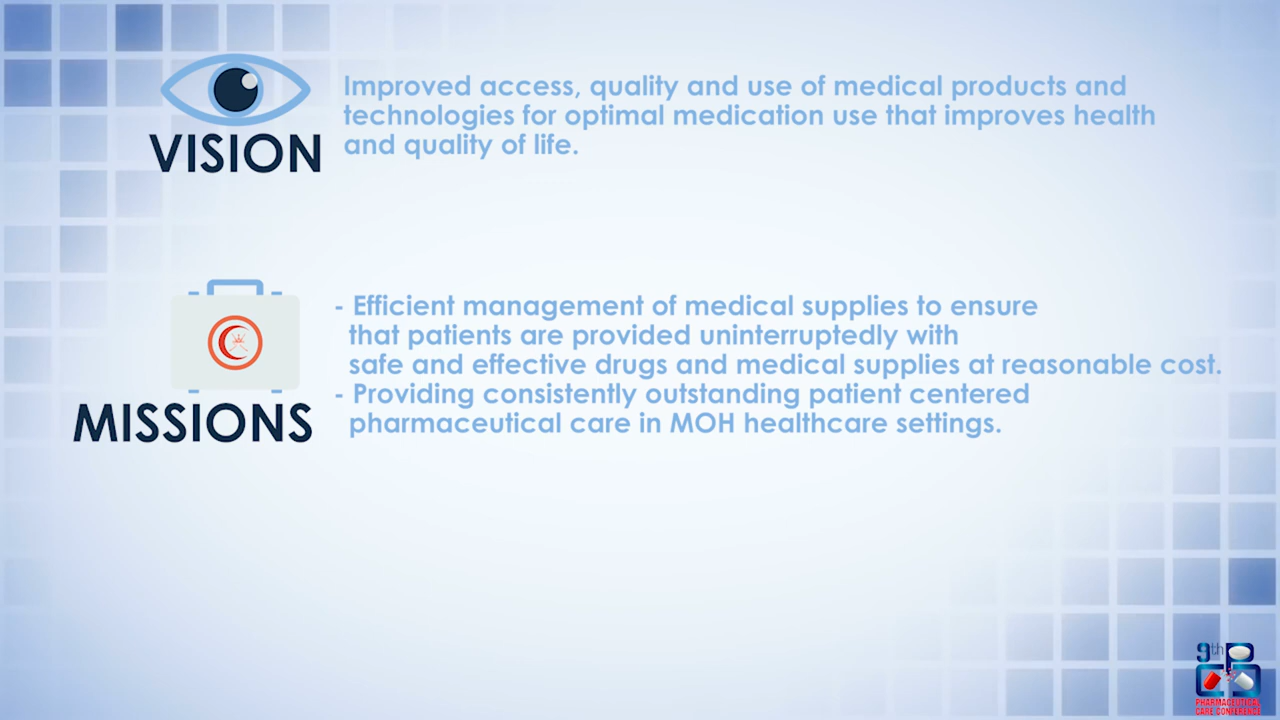 VISION
Improved access, quality and use of medical products and
technologies for optimal medication use that improves health
and quality of life.
MISSIONS
- Efficient management of medical supplies to ensure
that patients are provided uninterruptedly with
safe and effective drugs and medical supplies at reasonable cost.
- Providing consistently outstanding patient centered
pharmaceutical care in MOH healthcare settings.
9th
PHARMACEUTICAL
CARE CONFERENCE